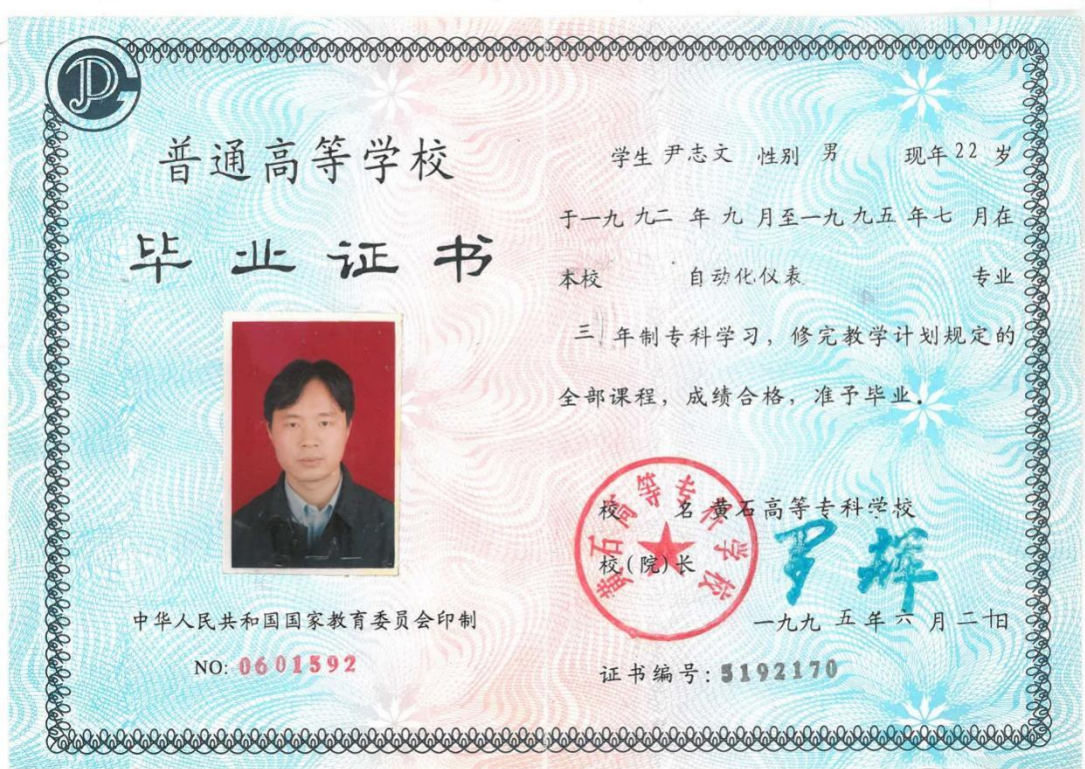 普通高等学校
毕业证书
中华人民共和国国家教育委员会印制
NO: 0601592
学生 尹志文 性别 男 现年 22 岁
于一九 九二 年 九 月至一九 九五 年 七 月在
本校 自动化仪表 专业
三 年制专科学习，修完教学计划规定的
全部课程，成绩合格，准予毕业。
校 名 黄石高等专科学校
校(院)长 罗辉
一九九 五 年 六 月 二十日
证书编号: 5192170
黄石高等专科学校